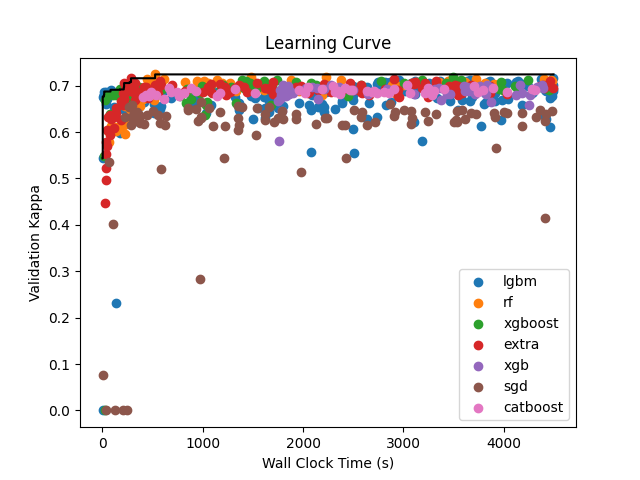 Learning Curve
Validation Kappa
0.7
0.6
0.5
0.4
0.3
0.2
0.1
0.0
lgbm
rf
xgboost
extra
xgb
sgd
catboost
0 1000 2000 3000 4000
Wall Clock Time (s)